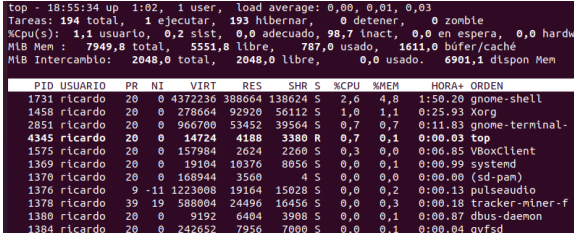 top - 18:55:34 up  1:02,  1 user,  load average: 0,00, 0,01, 0,03
Tareas: 194 total,   1 ejecutar, 193 hibernar,   0 detener,   0 zombie
%Cpu(s):  1,1 usuario,  0,2 sist,  0,0 adecuado, 98,7 inact,  0,0 en espera,  0,0 hardw
MiB Mem :   7949,8 total,   5551,8 libre,    787,0 usado,   1611,0 búfer/caché
MiB Intercambio:   2048,0 total,   2048,0 libre,      0,0 usado.   6901,1 dispon Mem
PID USUARIO   PR  NI    VIRT    RES    SHR S  %CPU  %MEM     HORA+ ORDEN
1731 ricardo   20   0 4372236 388664 138624 S   2,6   4,8   1:50.20 gnome-shell
1458 ricardo   20   0  278664  92920  56112 S   1,0   1,1   0:25.93 Xorg
2851 ricardo   20   0  966700  53452  39564 S   0,7   0,7   0:11.83 gnome-terminal-
4345 ricardo   20   0   14724   4188   3380 R   0,7   0,1   0:00.03 top
1575 ricardo   20   0  157984   2624   2260 S   0,3   0,0   0:06.85 VBoxClient
1369 ricardo   20   0   19104  10376   8056 S   0,0   0,1   0:00.99 systemd
1370 ricardo   20   0  168944   3560      4 S   0,0   0,0   0:00.00 (sd-pam)
1376 ricardo    9 -11 1223008  19164  15028 S   0,0   0,2   0:00.13 pulseaudio
1378 ricardo   39  19  588004  24496  16456 S   0,0   0,3   0:00.18 tracker-miner-f
1380 ricardo   20   0    9192   6404   3908 S   0,0   0,1   0:00.87 dbus-daemon
1384 ricardo   20   0  242652   7956   7000 S   0,0   0,1   0:00.04 gvfsd